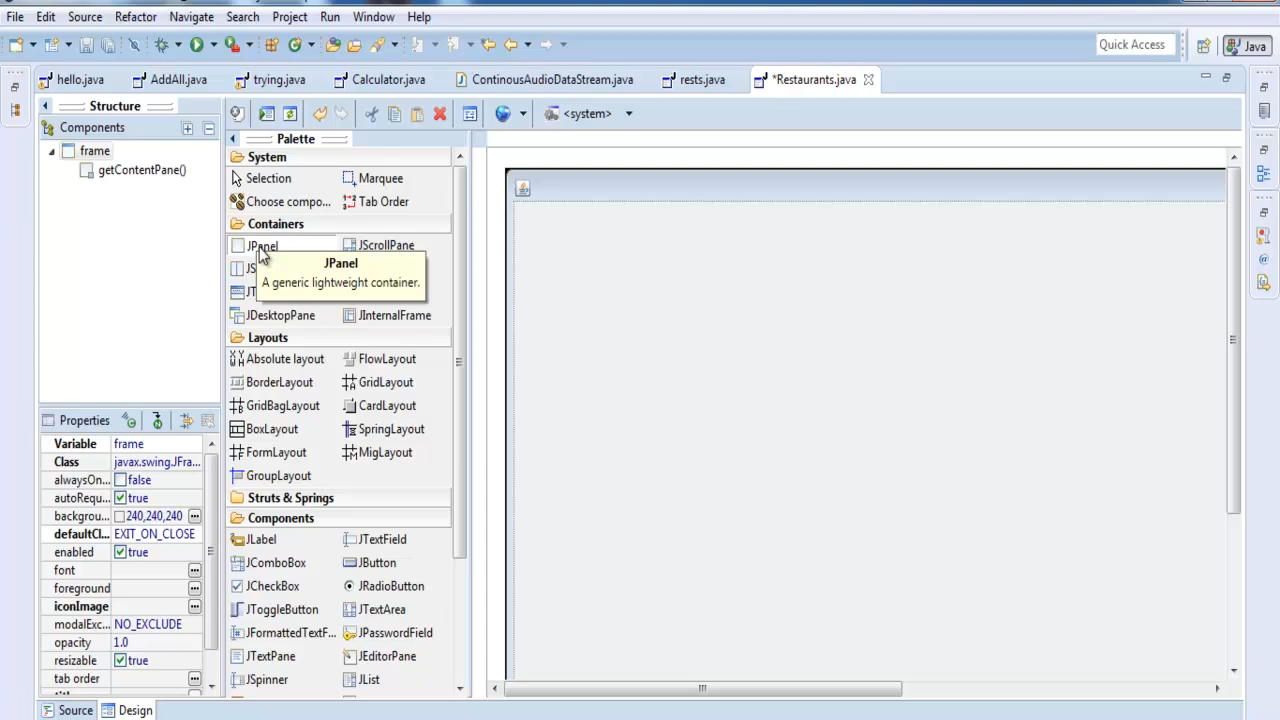 File Edit Source Refactor Navigate Search Project Run Window Help
Quick Access Java
hello.java AddAll.java trying.java Calculator.java ContinousAudioDataStream.java rests.java *Restaurants.java
Structure
Components
frame
getContentPane()
<system>
Palette
System
Selection Marquee
Choose compo... Tab Order
Containers
JPanel JScrollPane
JS
JT
JPanel
A generic lightweight container.
JDesktopPane JInternalFrame
Layouts
Absolute layout FlowLayout
BorderLayout GridLayout
GridBagLayout CardLayout
BoxLayout SpringLayout
FormLayout MigLayout
GroupLayout
Struts & Springs
Components
JLabel JTextField
JComboBox JButton
JCheckBox JRadioButton
JToggleButton JTextArea
JFormattedTextF... JPasswordField
JTextPane JEditorPane
JSpinner JList
Properties
Variable frame
Class javax.swing.JFra...
alwaysOn... false
autoRequ... true
backgrou... 240,240,240
defaultCl... EXIT_ON_CLOSE
enabled true
font
foreground
iconImage
modalExc... NO_EXCLUDE
opacity 1.0
resizable true
tab order
Source Design